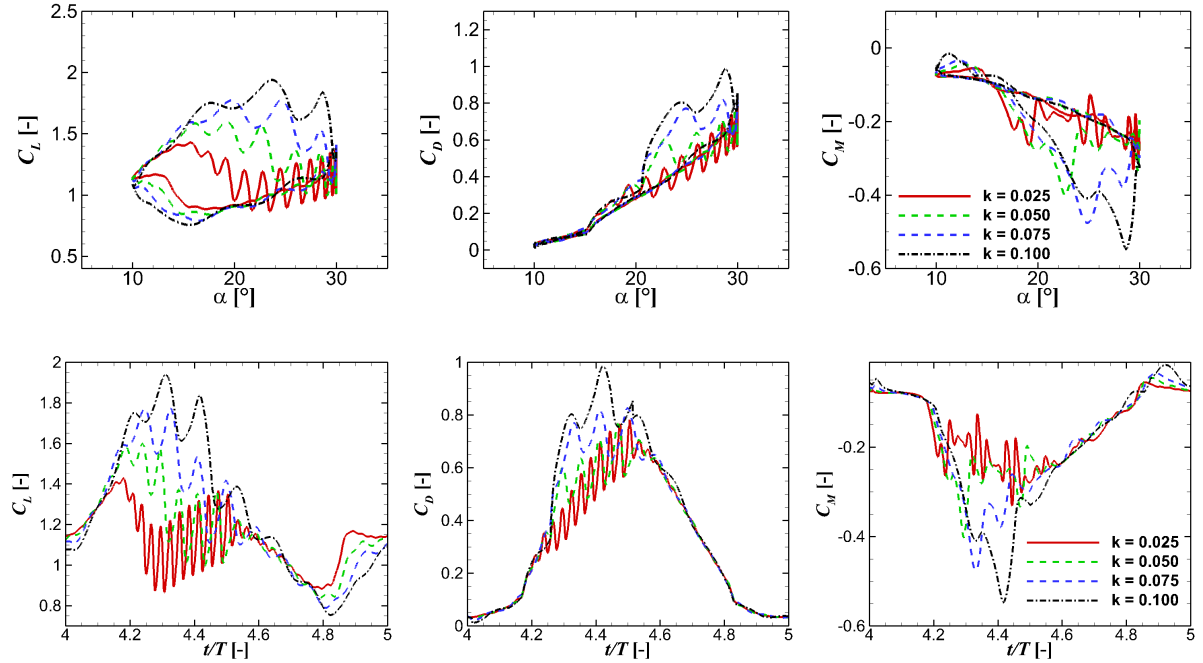 2.5
2
1.5
1
0.5
C_L [-]
10
20
30
α [°]
1.2
1
0.8
0.6
0.4
0.2
0
C_D [-]
10
20
30
α [°]
0
-0.2
-0.4
-0.6
C_M [-]
k = 0.025
k = 0.050
k = 0.075
k = 0.100
10
20
30
α [°]
2
1.8
1.6
1.4
1.2
1
0.8
C_L [-]
4
4.2
4.4
4.6
4.8
5
t/T [-]
1
0.8
0.6
0.4
0.2
0
C_D [-]
4
4.2
4.4
4.6
4.8
5
t/T [-]
-0.2
-0.4
-0.6
C_M [-]
k = 0.025
k = 0.050
k = 0.075
k = 0.100
4
4.2
4.4
4.6
4.8
5
t/T [-]